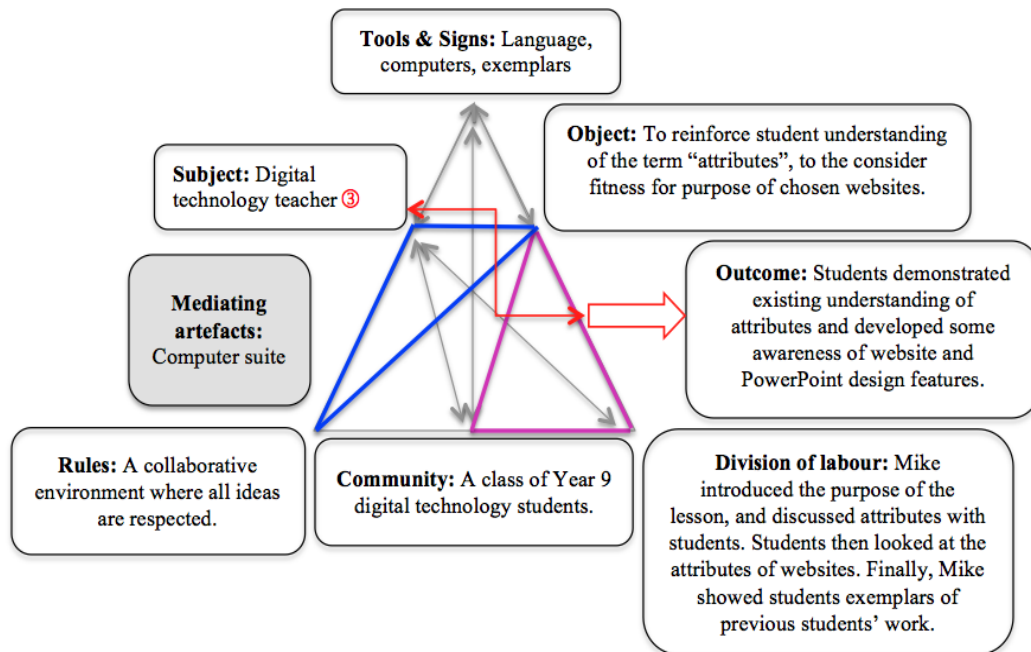 Tools & Signs: Language,
computers, exemplars
Object: To reinforce student understanding
of the term “attributes”, to the consider
fitness for purpose of chosen websites.
Subject: Digital
technology teacher ③
Mediating
artefacts:
Computer suite
Outcome: Students demonstrated
existing understanding of
attributes and developed some
awareness of website and
PowerPoint design features.
Rules: A collaborative
environment where all ideas
are respected.
Community: A class of Year 9
digital technology students.
Division of labour: Mike
introduced the purpose of the
lesson, and discussed attributes with
students. Students then looked at the
attributes of websites. Finally, Mike
showed students exemplars of
previous students’ work.